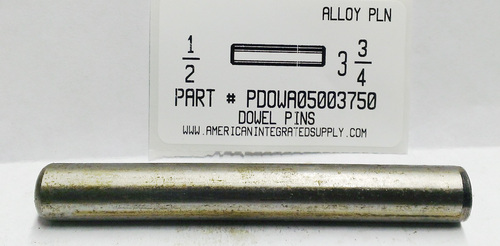 ALLOY PLN
1/2 3 3/4
PART # PDOWA05003750
DOWEL PINS
WWW.AMERICANINTEGRATEDSUPPLY.COM